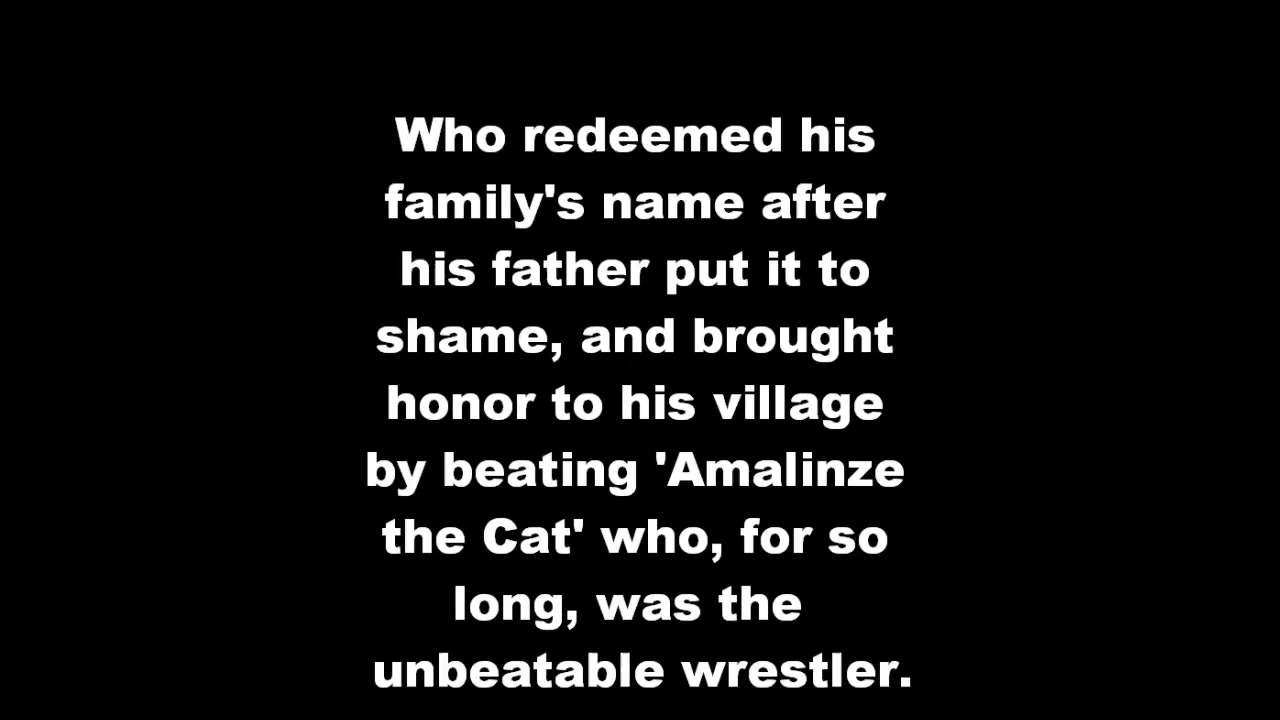 Who redeemed his
family's name after
his father put it to
shame, and brought
honor to his village
by beating 'Amalinze
the Cat' who, for so
long, was the
unbeatable wrestler.